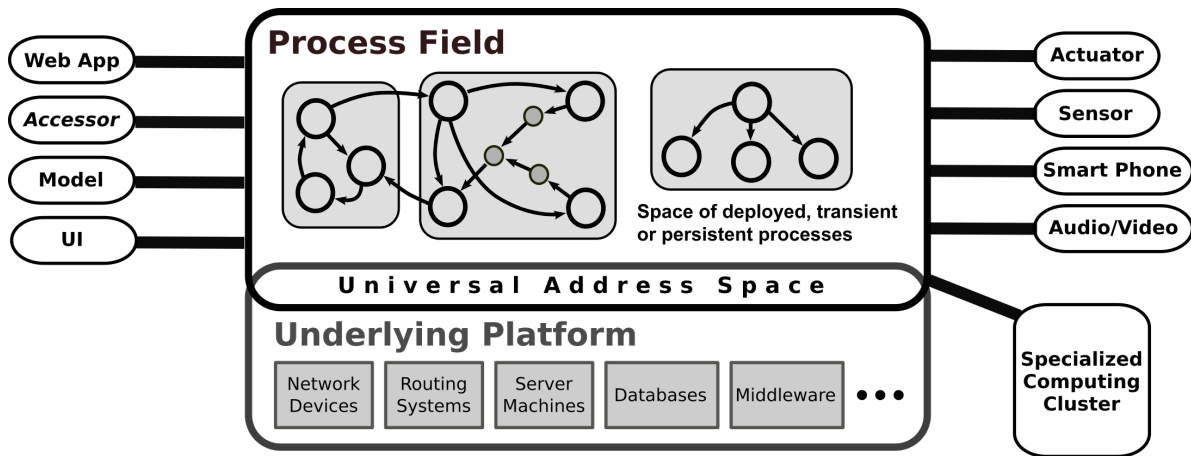 Process Field
Web App
Accessor
Model
UI
Actuator
Sensor
Smart Phone
Audio/Video
Space of deployed, transient
or persistent processes
Universal Address Space
Underlying Platform
Network
Devices
Routing
Systems
Server
Machines
Databases
Middleware
•••
Specialized
Computing
Cluster